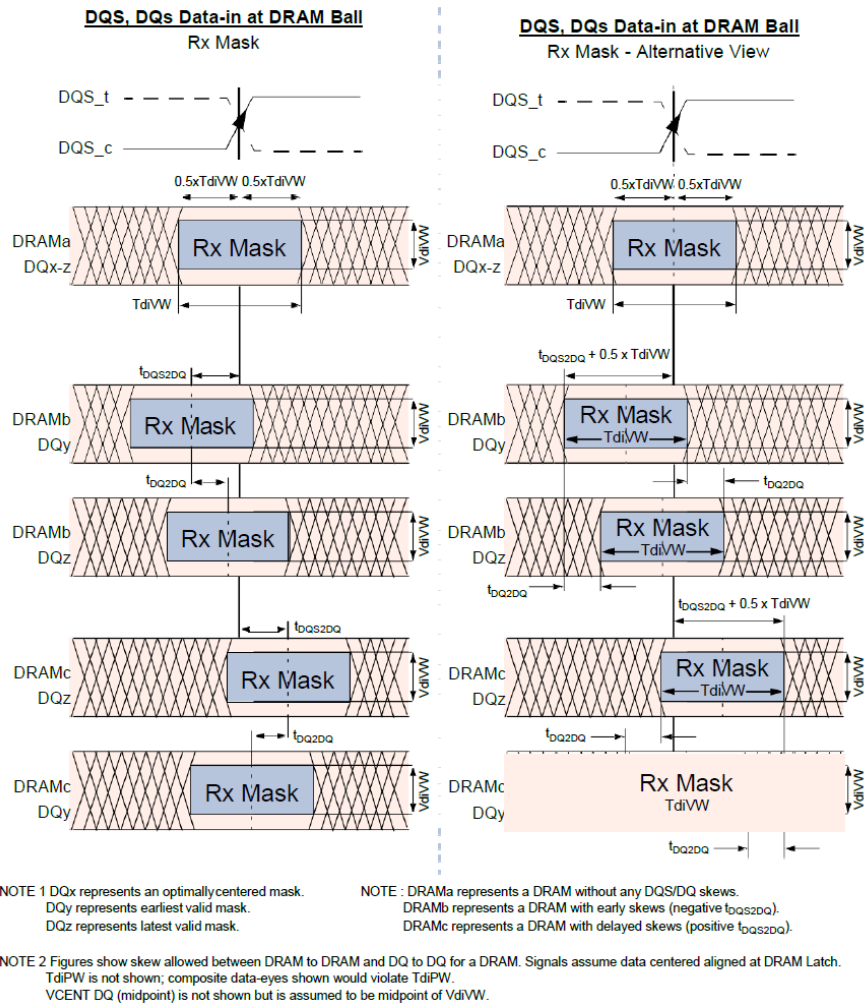 DQS, DQs Data-in at DRAM Ball
Rx Mask
DQS_t
DQS_c
0.5xTdiVW 0.5xTdiVW
DRAMa
DQx-z
Rx Mask
VdiVW
TdiVW
tDQS2DQ
DRAMb
DQy
Rx Mask
VdiVW
tDQ2DQ
DRAMb
DQz
Rx Mask
VdiVW
tDQS2DQ
DRAMc
DQz
Rx Mask
VdiVW
tDQ2DQ
DRAMc
DQy
Rx Mask
VdiVW
DQS, DQs Data-in at DRAM Ball
Rx Mask - Alternative View
DQS_t
DQS_c
0.5xTdiVW 0.5xTdiVW
DRAMa
DQx-z
Rx Mask
VdiVW
TdiVW
tDQS2DQ + 0.5 x TdiVW
DRAMb
DQy
Rx Mask
TdiVW
VdiVW
tDQ2DQ
DRAMb
DQz
Rx Mask
TdiVW
VdiVW
tDQ2DQ
tDQS2DQ + 0.5 x TdiVW
DRAMc
DQz
Rx Mask
TdiVW
VdiVW
tDQ2DQ
DRAMc
DQy
Rx Mask
TdiVW
VdiVW
tDQ2DQ
NOTE 1 DQx represents an optimally centered mask.
DQy represents earliest valid mask.
DQz represents latest valid mask.
NOTE : DRAMa represents a DRAM without any DQS/DQ skews.
DRAMb represents a DRAM with early skews (negative tDQS2DQ).
DRAMc represents a DRAM with delayed skews (positive tDQS2DQ).
NOTE 2 Figures show skew allowed between DRAM to DRAM and DQ to DQ for a DRAM. Signals assume data centered aligned at DRAM Latch.
TdiPW is not shown; composite data-eyes shown would violate TdiPW.
VCENT DQ (midpoint) is not shown but is assumed to be midpoint of VdiVW.